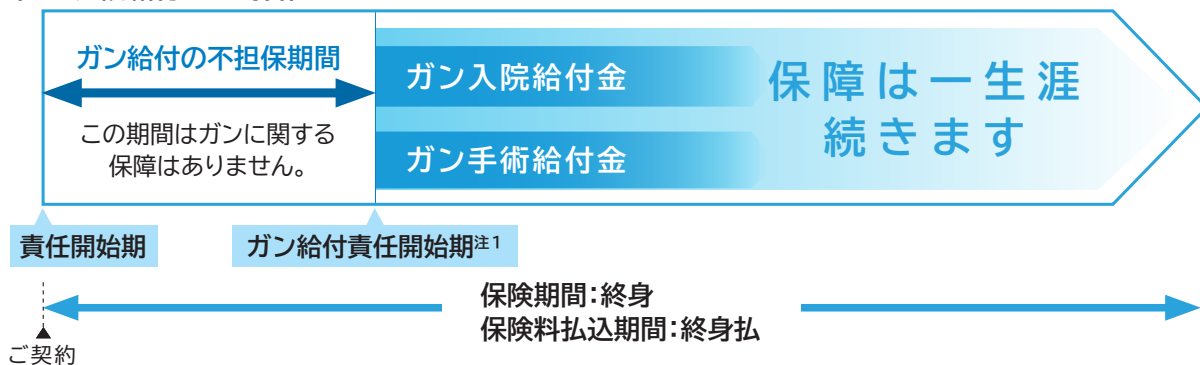 ガン給付の不担保期間
この期間はガンに関する
保障はありません。
ガン入院給付金
ガン手術給付金
保障は一生涯
続きます
責任開始期
ガン給付責任開始期注1
保険期間:終身
保険料払込期間:終身払
ご契約